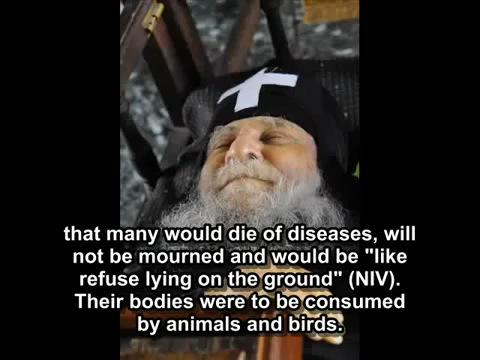 that many would die of diseases, will
not be mourned and would be "like
refuse lying on the ground" (NIV).
Their bodies were to be consumed
by animals and birds.